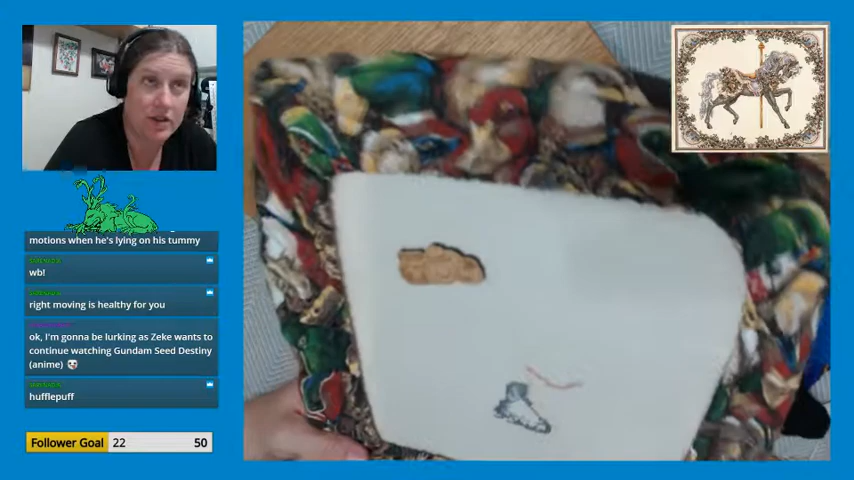 motions when he's lying on his tummy
wb!
right moving is healthy for you
ok, I'm gonna be lurking as Zeke wants to
continue watching Gundam Seed Destiny
(anime)
hufflepuff
Follower Goal 22 50